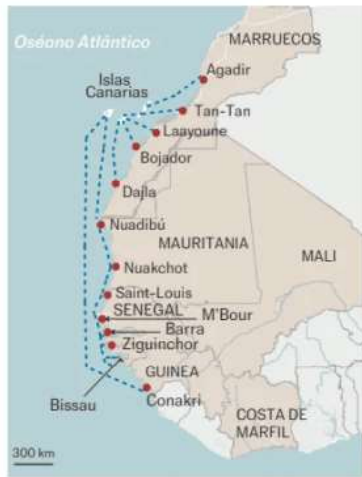 Oséano Atlántico
MARRUECOS
Agadir
Islas
Canarias
Tan-Tan
Laayoune
Bojador
Dajla
Nuadibú
MAURITANIA
MALI
Nuakchot
Saint-Louis
SENEGAL
M'Bour
Barra
Ziguinchor
GUINEA
Bissau
Conakri
COSTA DE
MARFIL
300 km